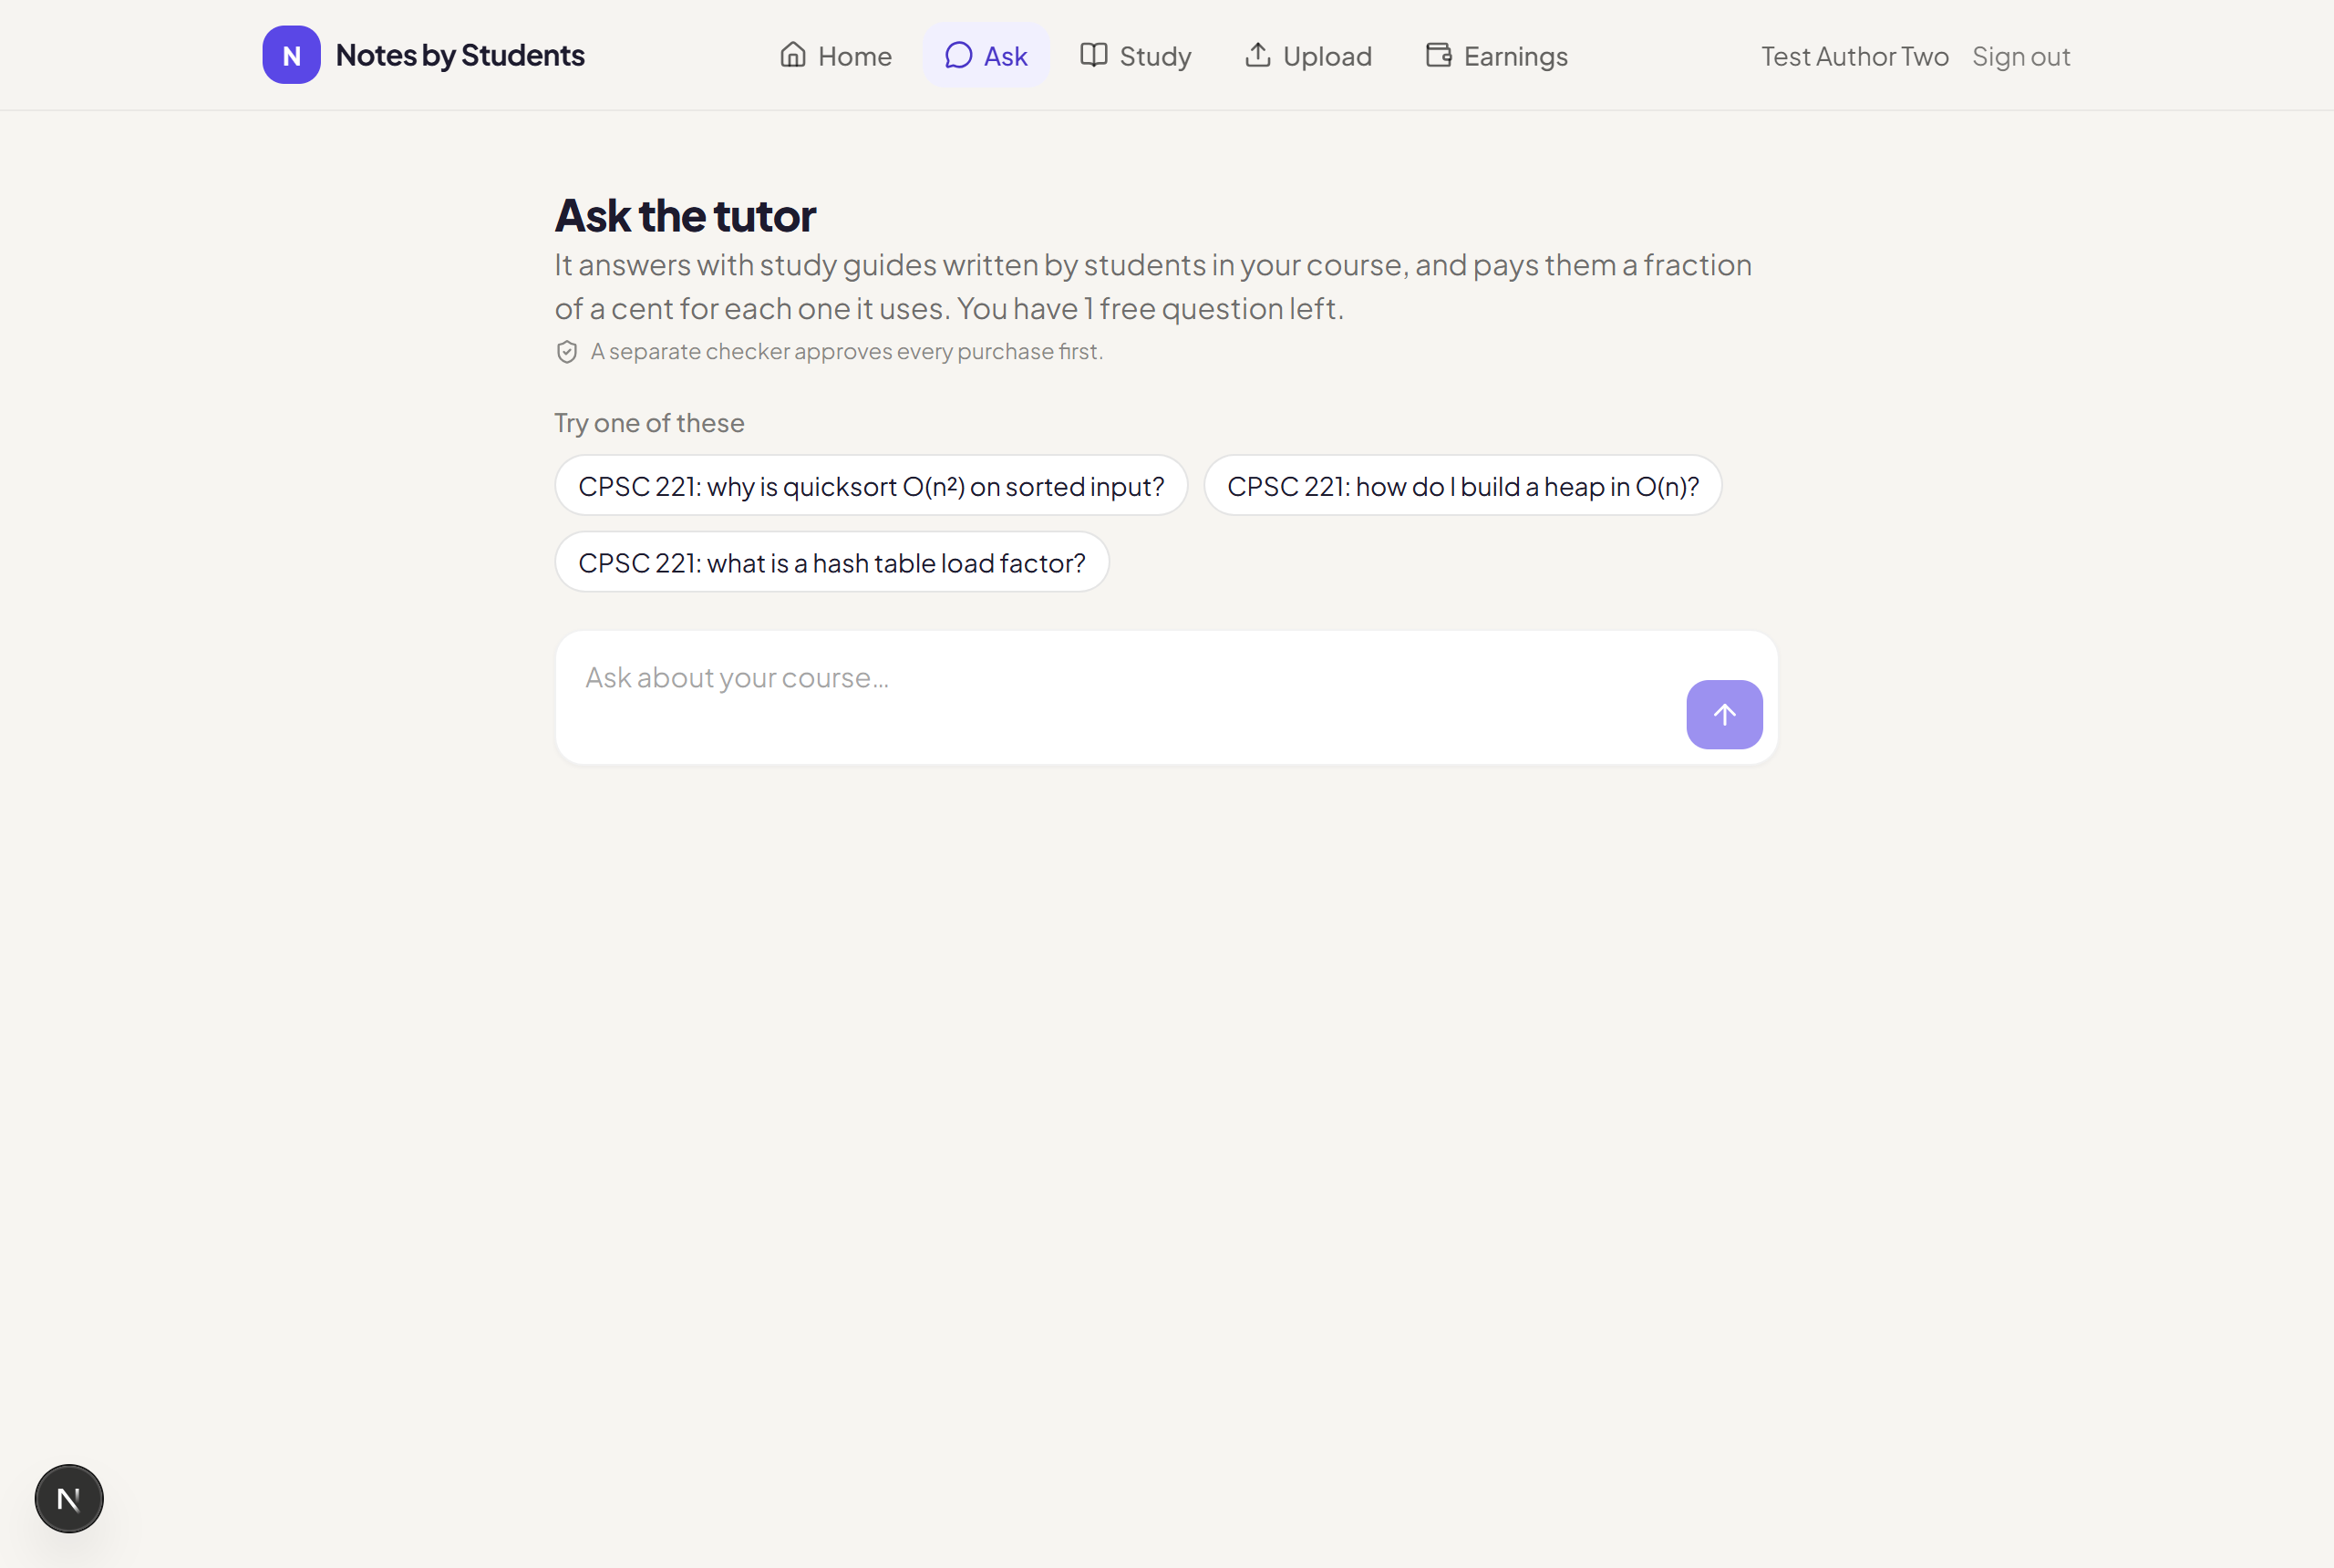 N Notes by Students Home Ask Study Upload Earnings Test Author Two Sign out
Ask the tutor
It answers with study guides written by students in your course, and pays them a fraction
of a cent for each one it uses. You have 1 free question left.
A separate checker approves every purchase first.
Try one of these
CPSC 221: why is quicksort O(n²) on sorted input? CPSC 221: how do I build a heap in O(n)?
CPSC 221: what is a hash table load factor?
Ask about your course…
N